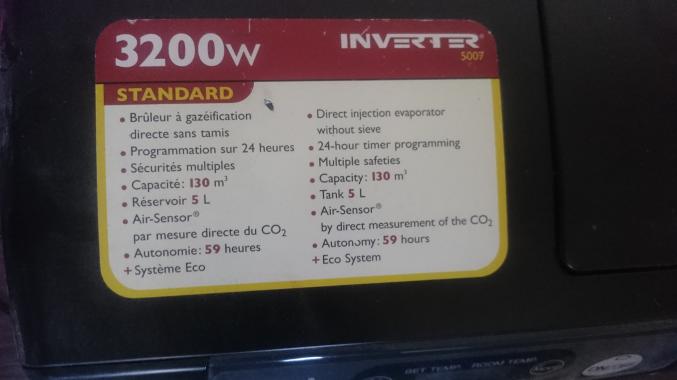 3200w
INVERTER®
5007
STANDARD
• Brûleur à gazéification
directe sans tamis
• Programmation sur 24 heures
• Sécurités multiples
• Capacité: 130 m³
• Réservoir 5 L
• Air-Sensor®
par mesure directe du CO₂
• Autonomie: 59 heures
+ Système Eco
• Direct injection evaporator
without sieve
• 24-hour timer programming
• Multiple safeties
• Capacity: 130 m³
• Tank 5 L
• Air-Sensor®
by direct measurement of the CO₂
• Autonomy: 59 hours
+ Eco System
SET TEMP. ROOM TEMP.